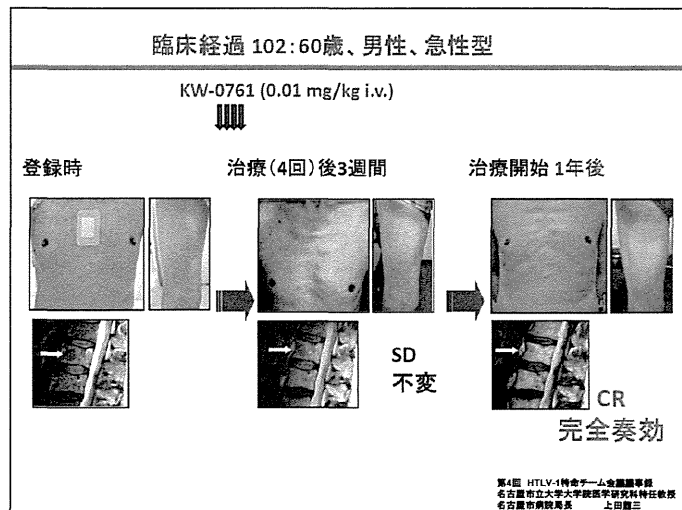 臨床経過 102:60歳、男性、急性型
KW-0761 (0.01 mg/kg i.v.)
登録時
治療(4回)後3週間
治療開始 1年後
SD
不変
CR
完全奏効
第4回 HTLV-1特命チーム会議議事録
名古屋市立大学大学院医学研究科特任教授
名古屋市病院局長 上田龍三